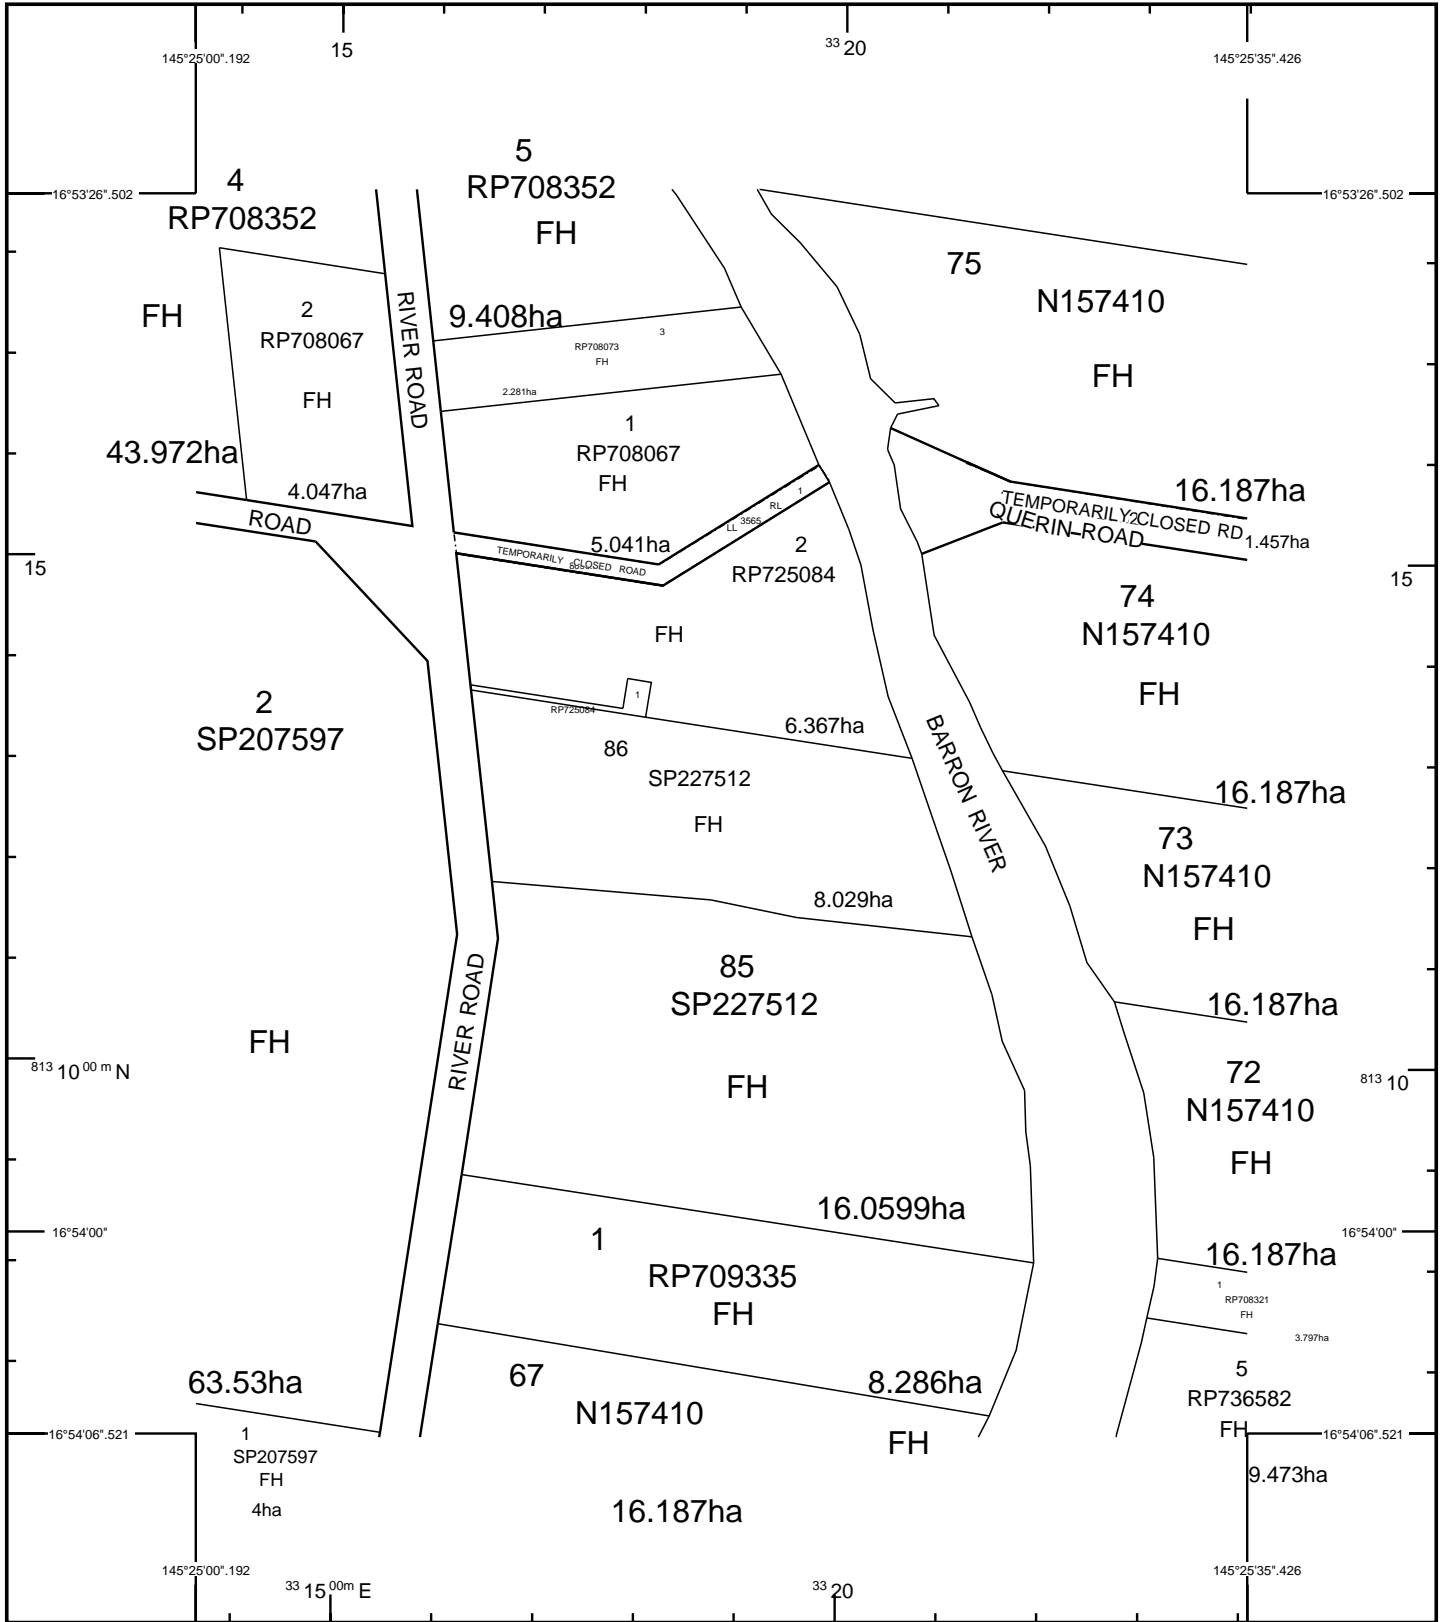 15
33 20
145°25'00".192
145°25'35".426
16°53'26".502
16°53'26".502
4
RP708352
FH
43.972ha
5
RP708352
FH
9.408ha
75
N157410
FH
16.187ha
2
RP708067
FH
4.047ha
RIVER ROAD
3
RP708073
FH
2.281ha
1
RP708067
FH
5.041ha
ROAD
TEMPORARILY CLOSED ROAD
LL 3565
RL
1
TEMPORARILY CLOSED RD
2
QUERIN ROAD
1.457ha
15
15
2
RP725084
FH
6.367ha
1
RP725084
74
N157410
FH
16.187ha
2
SP207597
FH
63.53ha
86
SP227512
FH
8.029ha
BARRON RIVER
73
N157410
FH
16.187ha
RIVER ROAD
85
SP227512
FH
16.0599ha
813 10 00 m N
813 10
72
N157410
FH
16.187ha
16°54'00"
16°54'00"
1
RP709335
FH
8.286ha
1
RP708321
FH
3.797ha
67
N157410
FH
16.187ha
5
RP736582
FH
9.473ha
16°54'06".521
16°54'06".521
1
SP207597
FH
4ha
145°25'00".192
145°25'35".426
33 15 00m E
33 20